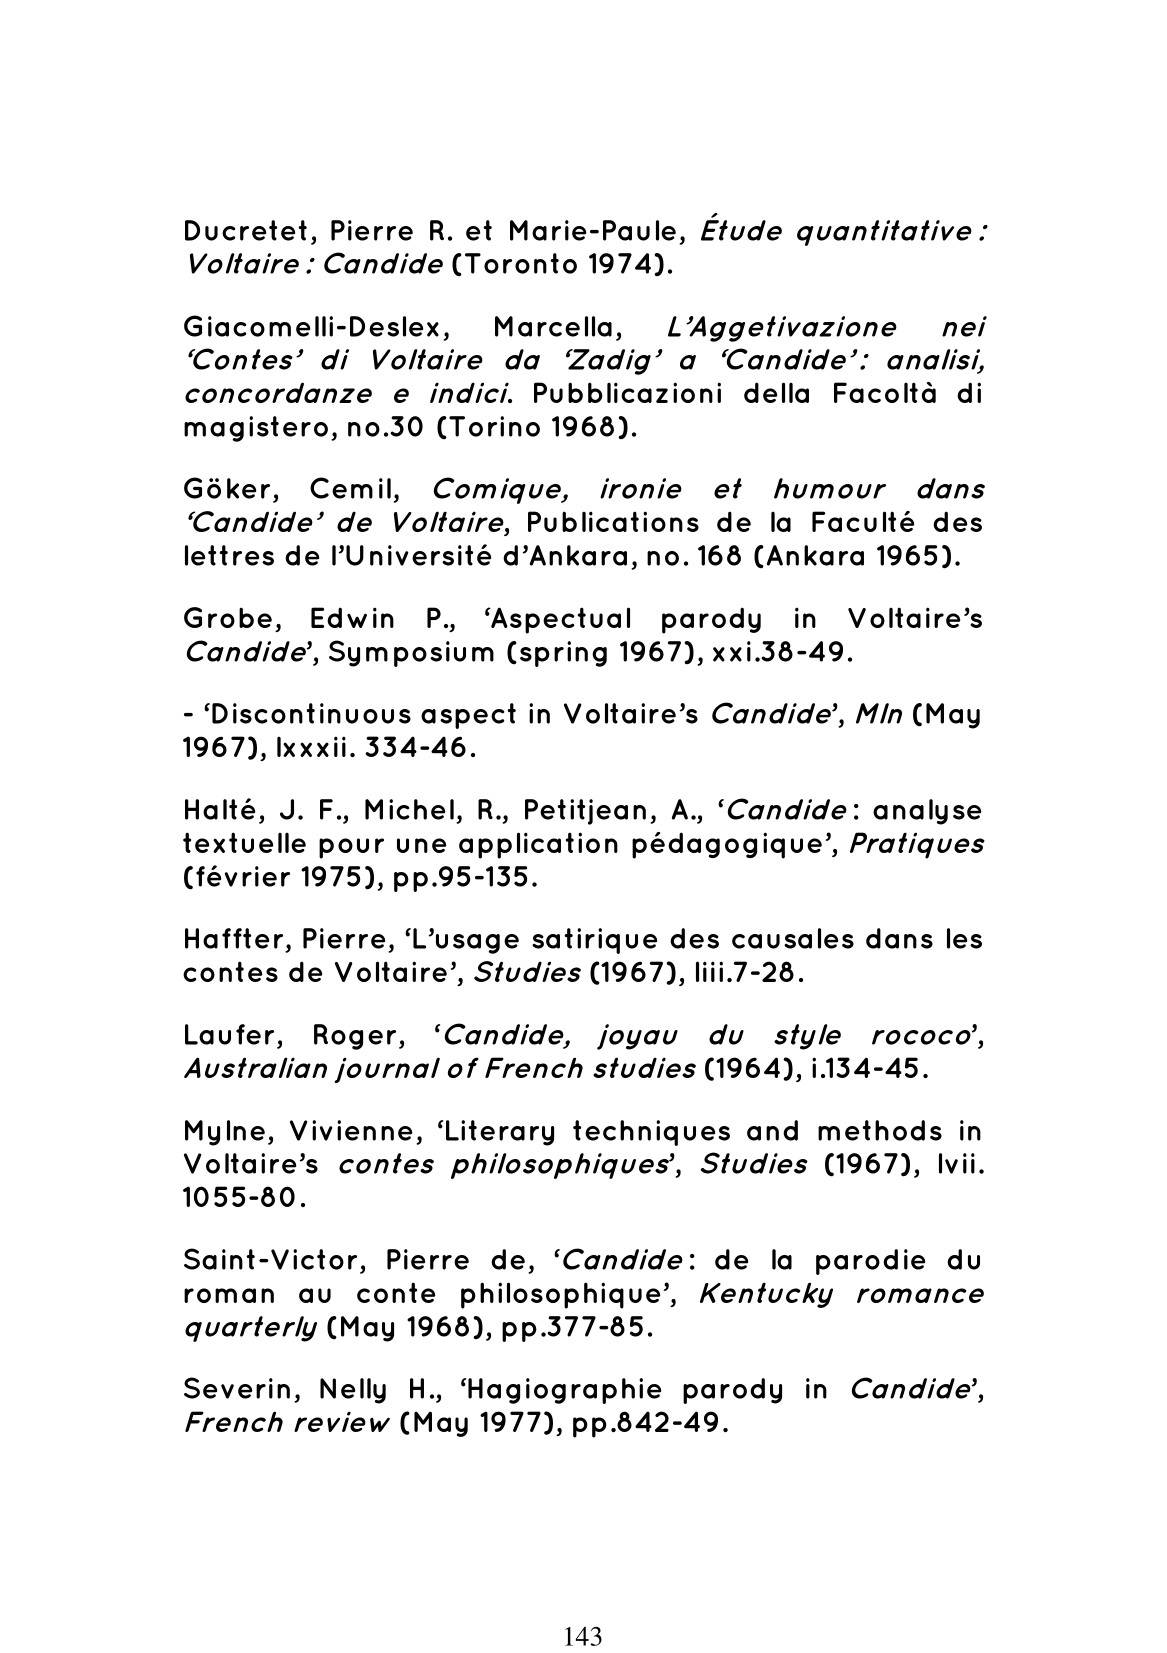 Ducretet, Pierre R. et Marie-Paule, Étude quantitative :
Voltaire : Candide (Toronto 1974).
Giacomelli-Deslex, Marcella, L’Aggetivazione nei
‘Contes’ di Voltaire da ‘Zadig’ a ‘Candide’ : analisi,
concordanze e indici. Pubblicazioni della Facoltà di
magistero, no.30 (Torino 1968).
Göker, Cemil, Comique, ironie et humour dans
‘Candide’ de Voltaire, Publications de la Faculté des
lettres de l’Université d’Ankara, no. 168 (Ankara 1965).
Grobe, Edwin P., ‘Aspectual parody in Voltaire’s
Candide’, Symposium (spring 1967), xxi.38-49.
- ‘Discontinuous aspect in Voltaire’s Candide’, Mln (May
1967), lxxxii. 334-46.
Halté, J. F., Michel, R., Petitjean, A., ‘Candide : analyse
textuelle pour une application pédagogique’, Pratiques
(février 1975), pp.95-135.
Haffter, Pierre, ‘L’usage satirique des causales dans les
contes de Voltaire’, Studies (1967), liii.7-28.
Laufer, Roger, ‘Candide, joyau du style rococo’,
Australian journal of French studies (1964), i.134-45.
Mylne, Vivienne, ‘Literary techniques and methods in
Voltaire’s contes philosophiques’, Studies (1967), lvii.
1055-80.
Saint-Victor, Pierre de, ‘Candide : de la parodie du
roman au conte philosophique’, Kentucky romance
quarterly (May 1968), pp.377-85.
Severin, Nelly H., ‘Hagiographie parody in Candide’,
French review (May 1977), pp.842-49.
143